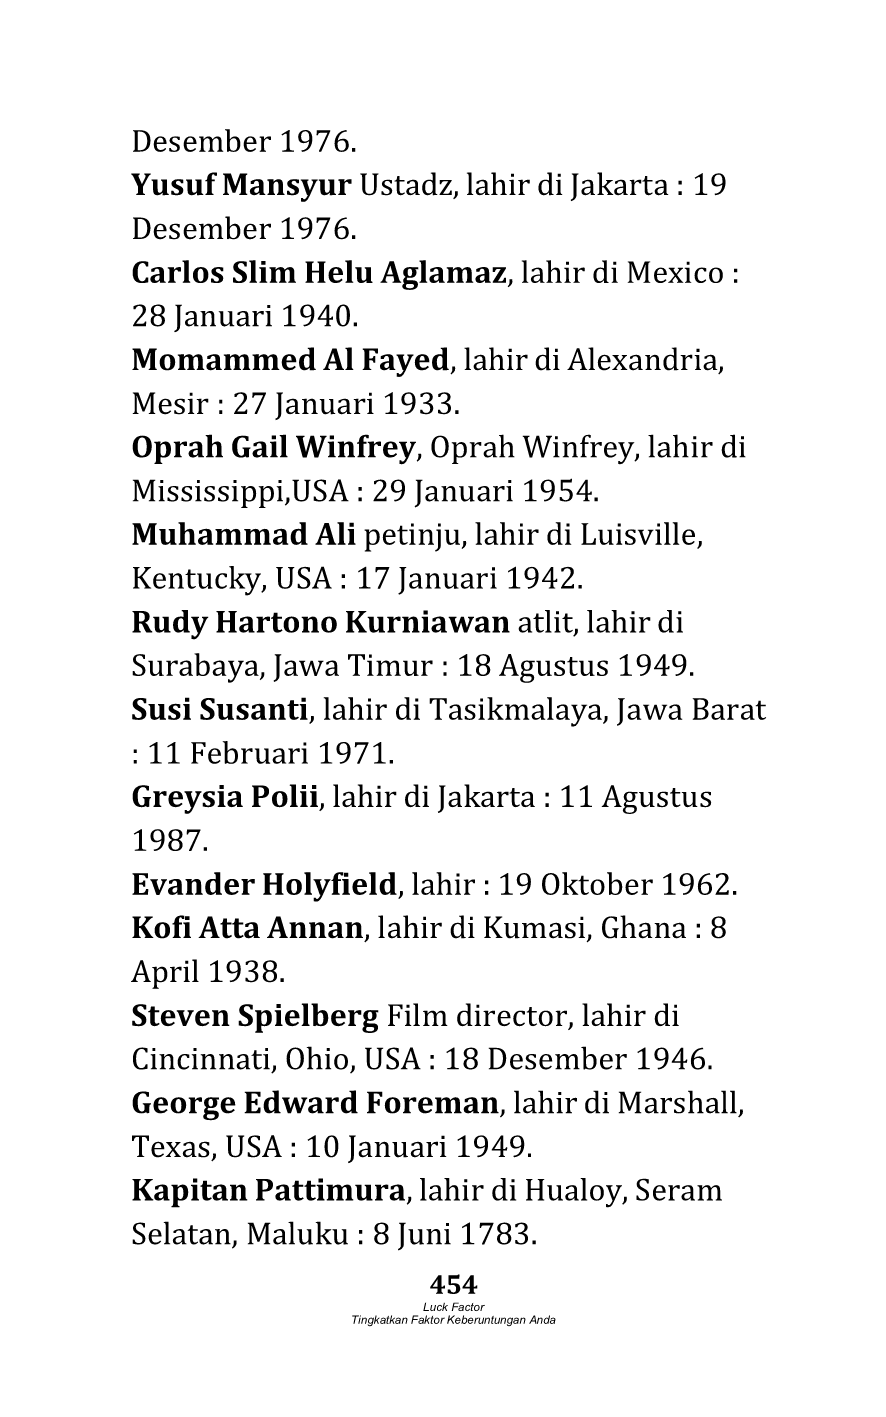 Desember 1976.
Yusuf Mansyur Ustadz, lahir di Jakarta : 19
Desember 1976.
Carlos Slim Helu Aglamaz, lahir di Mexico :
28 Januari 1940.
Momammed Al Fayed, lahir di Alexandria,
Mesir : 27 Januari 1933.
Oprah Gail Winfrey, Oprah Winfrey, lahir di
Mississippi,USA : 29 Januari 1954.
Muhammad Ali petinju, lahir di Luisville,
Kentucky, USA : 17 Januari 1942.
Rudy Hartono Kurniawan atlit, lahir di
Surabaya, Jawa Timur : 18 Agustus 1949.
Susi Susanti, lahir di Tasikmalaya, Jawa Barat
: 11 Februari 1971.
Greysia Polii, lahir di Jakarta : 11 Agustus
1987.
Evander Holyfield, lahir : 19 Oktober 1962.
Kofi Atta Annan, lahir di Kumasi, Ghana : 8
April 1938.
Steven Spielberg Film director, lahir di
Cincinnati, Ohio, USA : 18 Desember 1946.
George Edward Foreman, lahir di Marshall,
Texas, USA : 10 Januari 1949.
Kapitan Pattimura, lahir di Hualoy, Seram
Selatan, Maluku : 8 Juni 1783.
454
Luck Factor
Tingkatkan Faktor Keberuntungan Anda